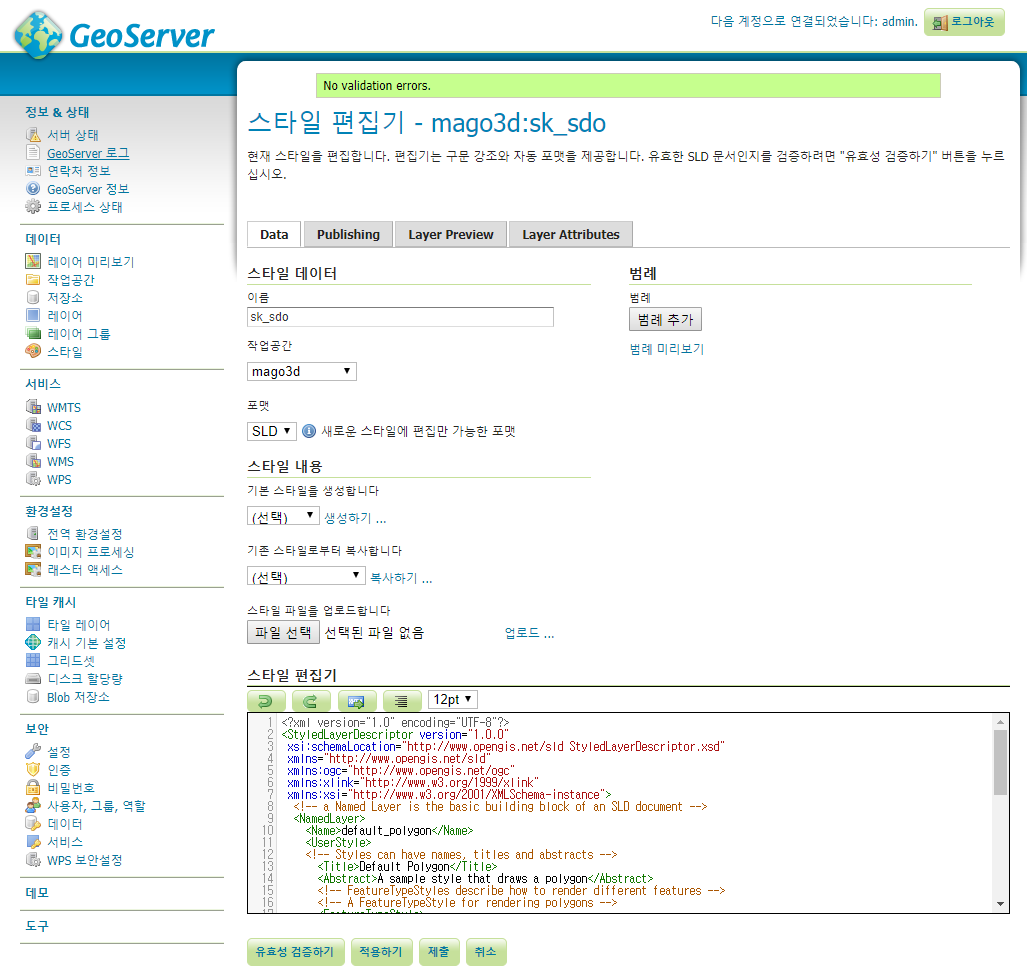 GeoServer
다음 계정으로 연결되었습니다: admin.
로그아웃
정보 & 상태
서버 상태
GeoServer 로그
연락처 정보
GeoServer 정보
프로세스 상태
데이터
레이어 미리보기
작업공간
저장소
레이어
레이어 그룹
스타일
서비스
WMTS
WCS
WFS
WMS
WPS
환경설정
전역 환경설정
이미지 프로세싱
래스터 액세스
타일 캐시
타일 레이어
캐시 기본 설정
그리드셋
디스크 할당량
Blob 저장소
보안
설정
인증
비밀번호
사용자, 그룹, 역할
데이터
서비스
WPS 보안설정
데모
도구
No validation errors.
스타일 편집기 - mago3d:sk_sdo
현재 스타일을 편집합니다. 편집기는 구문 강조와 자동 포맷을 제공합니다. 유효한 SLD 문서인지를 검증하려면 "유효성 검증하기" 버튼을 누르
십시오.
Data Publishing Layer Preview Layer Attributes
스타일 데이터
이름
sk_sdo
작업공간
mago3d
포맷
SLD 새로운 스타일에 편집만 가능한 포맷
범례
범례
범례 추가
범례 미리보기
스타일 내용
기본 스타일을 생성합니다
(선택) 생성하기 ...
기존 스타일로부터 복사합니다
(선택) 복사하기 ...
스타일 파일을 업로드합니다
파일 선택 선택된 파일 없음 업로드 ...
스타일 편집기
12pt
1 <?xml version="1.0" encoding="UTF-8"?>
2 <StyledLayerDescriptor version="1.0.0"
3 xsi:schemaLocation="http://www.opengis.net/sld StyledLayerDescriptor.xsd"
4 xmlns="http://www.opengis.net/sld"
5 xmlns:ogc="http://www.opengis.net/ogc"
6 xmlns:xlink="http://www.w3.org/1999/xlink"
7 xmlns:xsi="http://www.w3.org/2001/XMLSchema-instance">
8 <!-- a Named Layer is the basic building block of an SLD document -->
9 <NamedLayer>
10 <Name>default_polygon</Name>
11 <UserStyle>
12 <!-- Styles can have names, titles and abstracts -->
13 <Title>Default Polygon</Title>
14 <Abstract>A sample style that draws a polygon</Abstract>
15 <!-- FeatureTypeStyles describe how to render different features -->
16 <!-- A FeatureTypeStyle for rendering polygons -->
17 <FeatureTypeStyle>
유효성 검증하기 적용하기 제출 취소